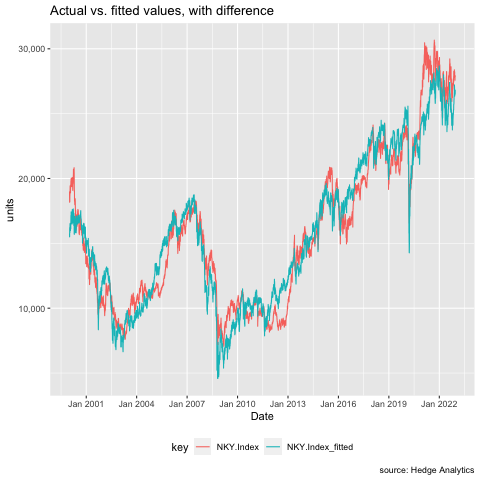 Actual vs. fitted values, with difference
30,000
20,000
10,000
units
Jan 2001 Jan 2004 Jan 2007 Jan 2010 Jan 2013 Jan 2016 Jan 2019 Jan 2022
Date
key NKY.Index NKY.Index_fitted
source: Hedge Analytics